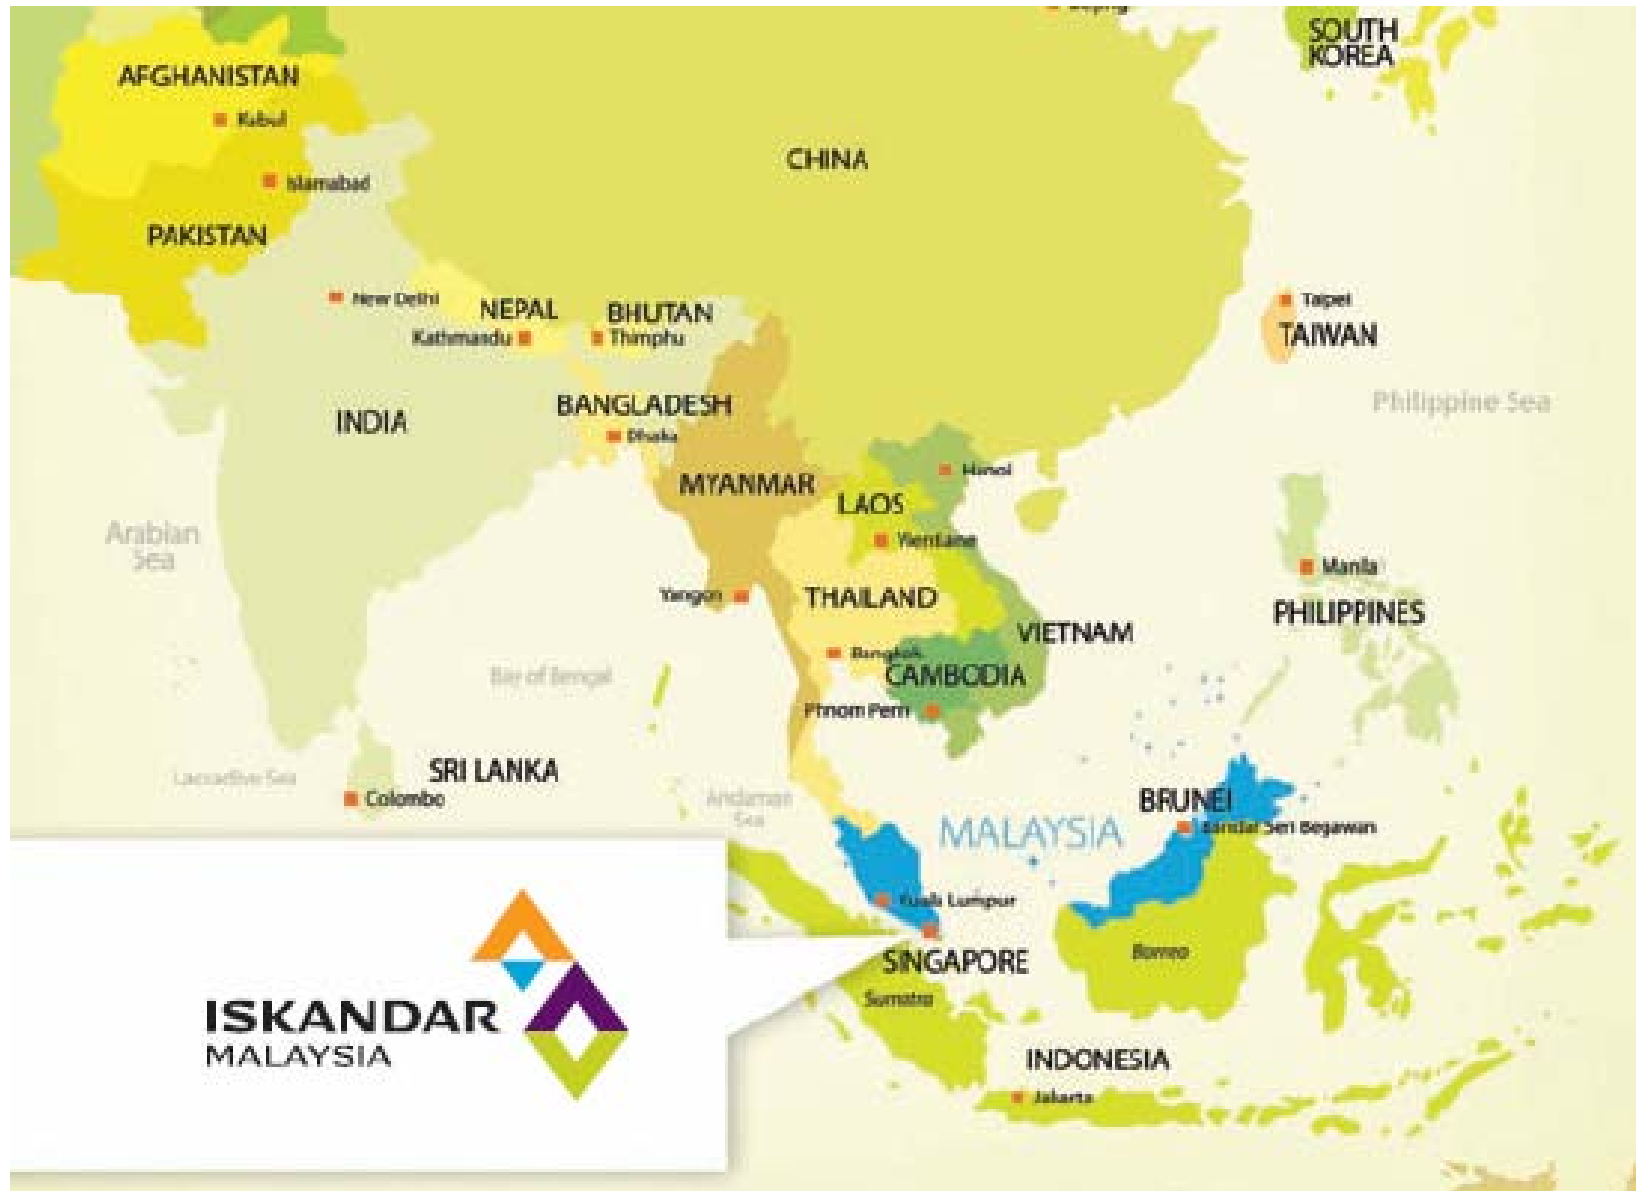 SOUTH
KOREA
AFGHANISTAN
Kabul
CHINA
Islamabad
PAKISTAN
New Delhi
NEPAL
BHUTAN
Kathmandu
Thimphu
Taipei
TAIWAN
INDIA
BANGLADESH
Dhaka
Philippine Sea
MYANMAR
Hanoi
LAOS
Arabian
Sea
Vientiane
Manila
Yangon
THAILAND
PHILIPPINES
VIETNAM
Bangkok
CAMBODIA
Bay of Bengal
Phnom Penh
SRI LANKA
Laccadive Sea
Colombo
Andaman
Sea
BRUNEI
MALAYSIA
Bandar Seri Begawan
Kuala Lumpur
SINGAPORE
Borneo
Sumatra
ISKANDAR
MALAYSIA
INDONESIA
Jakarta